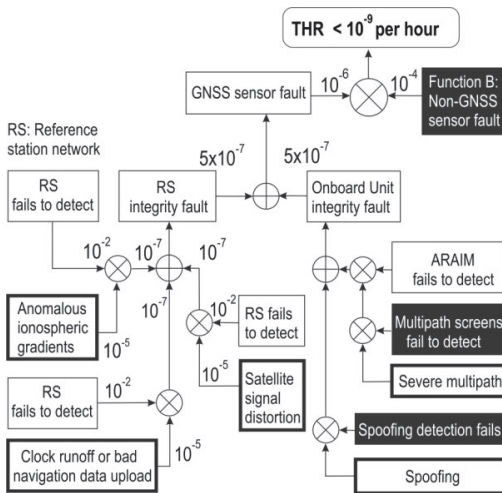 THR < 10⁻⁹ per hour
10⁻⁶
10⁻⁴
GNSS sensor fault
Function B:
Non-GNSS
sensor fault
RS: Reference
station network
5x10⁻⁷
5x10⁻⁷
RS
fails to detect
RS
integrity fault
Onboard Unit
integrity fault
10⁻²
10⁻⁷
10⁻⁷
ARAIM
fails to detect
10⁻⁷
10⁻²
Anomalous
ionospheric
gradients
10⁻⁵
RS fails
to detect
Multipath screens
fail to detect
10⁻⁵
RS
fails to detect
10⁻²
Satellite
signal
distortion
Severe multipath
Spoofing detection fails
Clock runoff or bad
navigation data upload
10⁻⁵
Spoofing